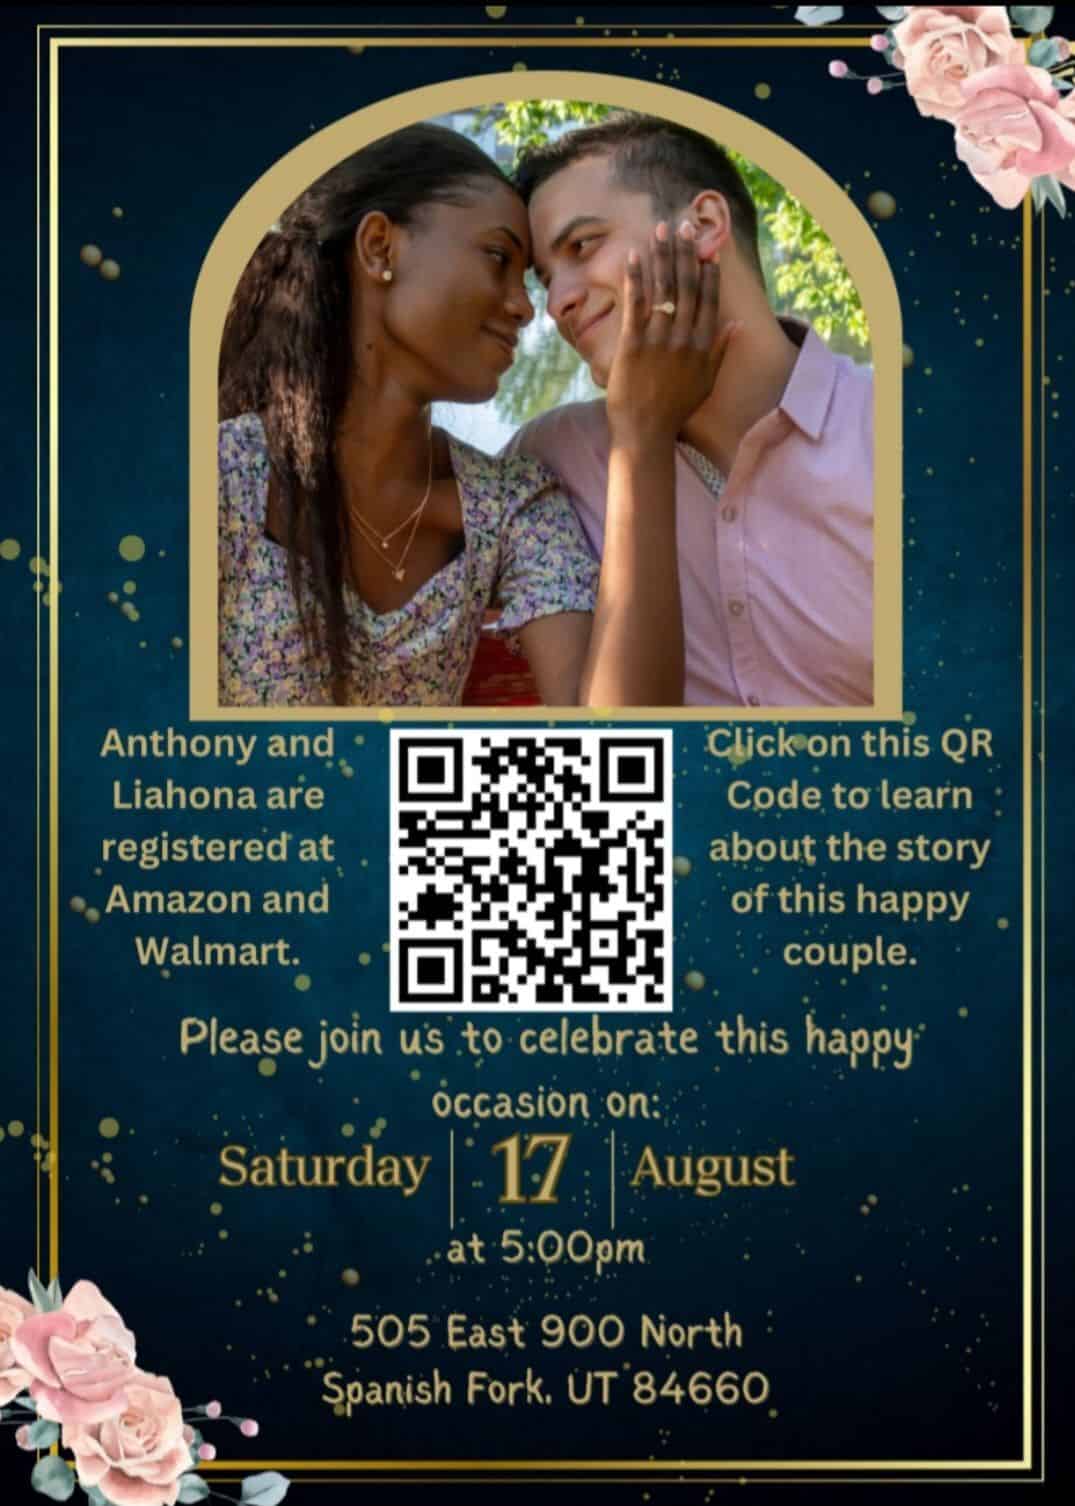 Anthony and
Liahona are
registered at
Amazon and
Walmart.
Click on this QR
Code to learn
about the story
of this happy
couple.
Please join us to celebrate this happy
occasion on:
Saturday 17 August
at 5:00pm
505 East 900 North
Spanish Fork, UT 84660